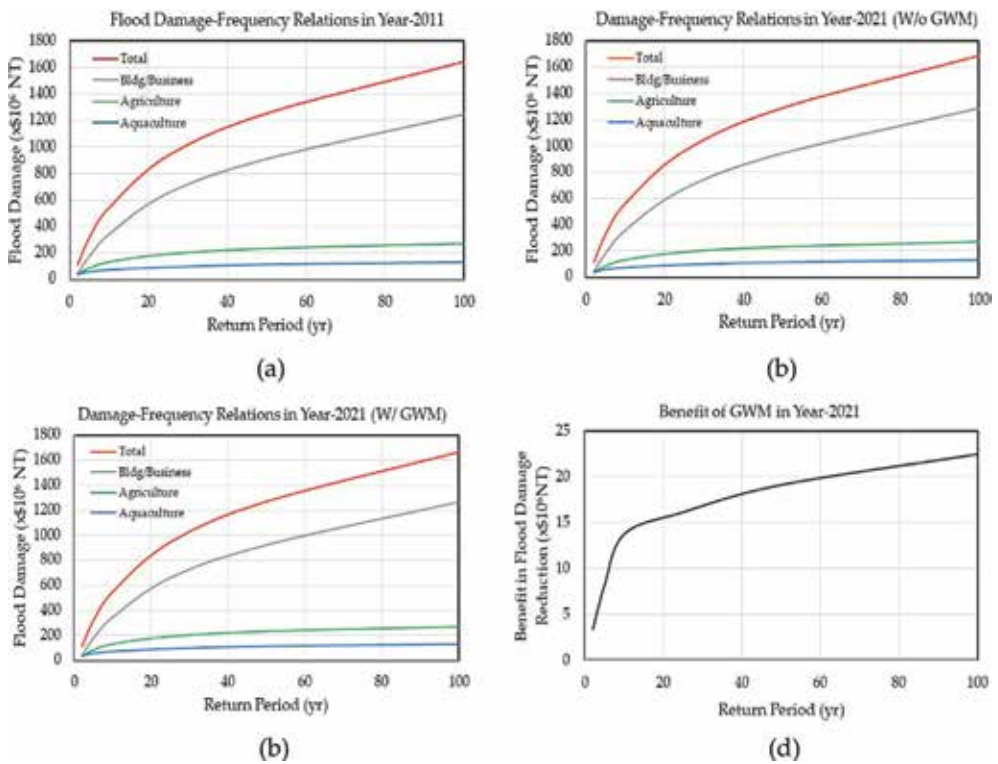 Flood Damage-Frequency Relations in Year-2011
1800
1600
1400
1200
1000
800
600
400
200
0
Total
Bldg/Business
Agriculture
Aquaculture
Flood Damage (x$10⁶ NT)
0 20 40 60 80 100
Return Period (yr)
(a)
Damage-Frequency Relations in Year-2021 (W/o GWM)
1800
1600
1400
1200
1000
800
600
400
200
0
Total
Bldg/Business
Agriculture
Aquaculture
Flood Damage (x$10⁶ NT)
0 20 40 60 80 1000
Return Period (yr)
(b)
Damage-Frequency Relations in Year-2021 (W/ GWM)
1800
1600
1400
1200
1000
800
600
400
200
0
Total
Bldg/Business
Agriculture
Aquaculture
Flood Damage (x$10⁶ NT)
0 20 40 60 80 100
Return Period (yr)
(b)
Benefit of GWM in Year-2021
25
20
15
10
5
0
Benefit in Flood Damage
Reduction (x$10⁶NT)
0 20 40 60 80 100
Return Period (yr)
(d)